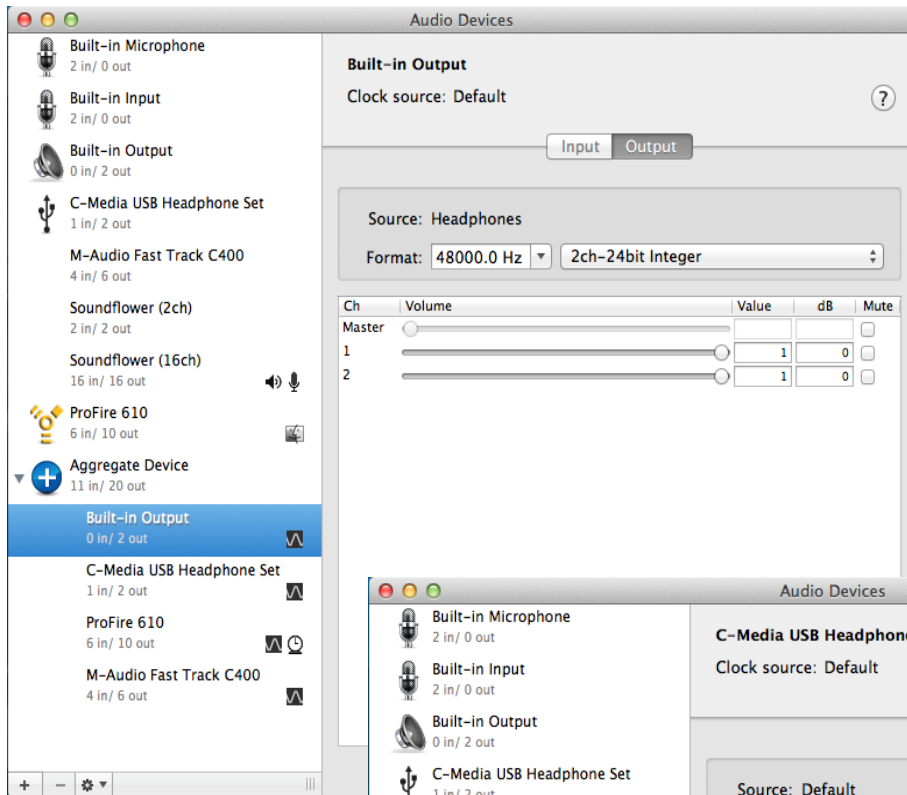 Audio Devices
Built-in Microphone
2 in/ 0 out
Built-in Input
2 in/ 0 out
Built-in Output
0 in/ 2 out
C-Media USB Headphone Set
1 in/ 2 out
M-Audio Fast Track C400
4 in/ 6 out
Soundflower (2ch)
2 in/ 2 out
Soundflower (16ch)
16 in/ 16 out
ProFire 610
6 in/ 10 out
Aggregate Device
11 in/ 20 out
Built-in Output
0 in/ 2 out
C-Media USB Headphone Set
1 in/ 2 out
ProFire 610
6 in/ 10 out
M-Audio Fast Track C400
4 in/ 6 out
Built-in Output
Clock source: Default
?
Input Output
Source: Headphones
Format: 48000.0 Hz 2ch-24bit Integer
Ch Volume Value dB Mute
Master
1 1 0
2 1 0
Audio Devices
Built-in Microphone
2 in/ 0 out
Built-in Input
2 in/ 0 out
Built-in Output
0 in/ 2 out
C-Media USB Headphone Set
1 in/ 2 out
C-Media USB Headphon
Clock source: Default
Source: Default